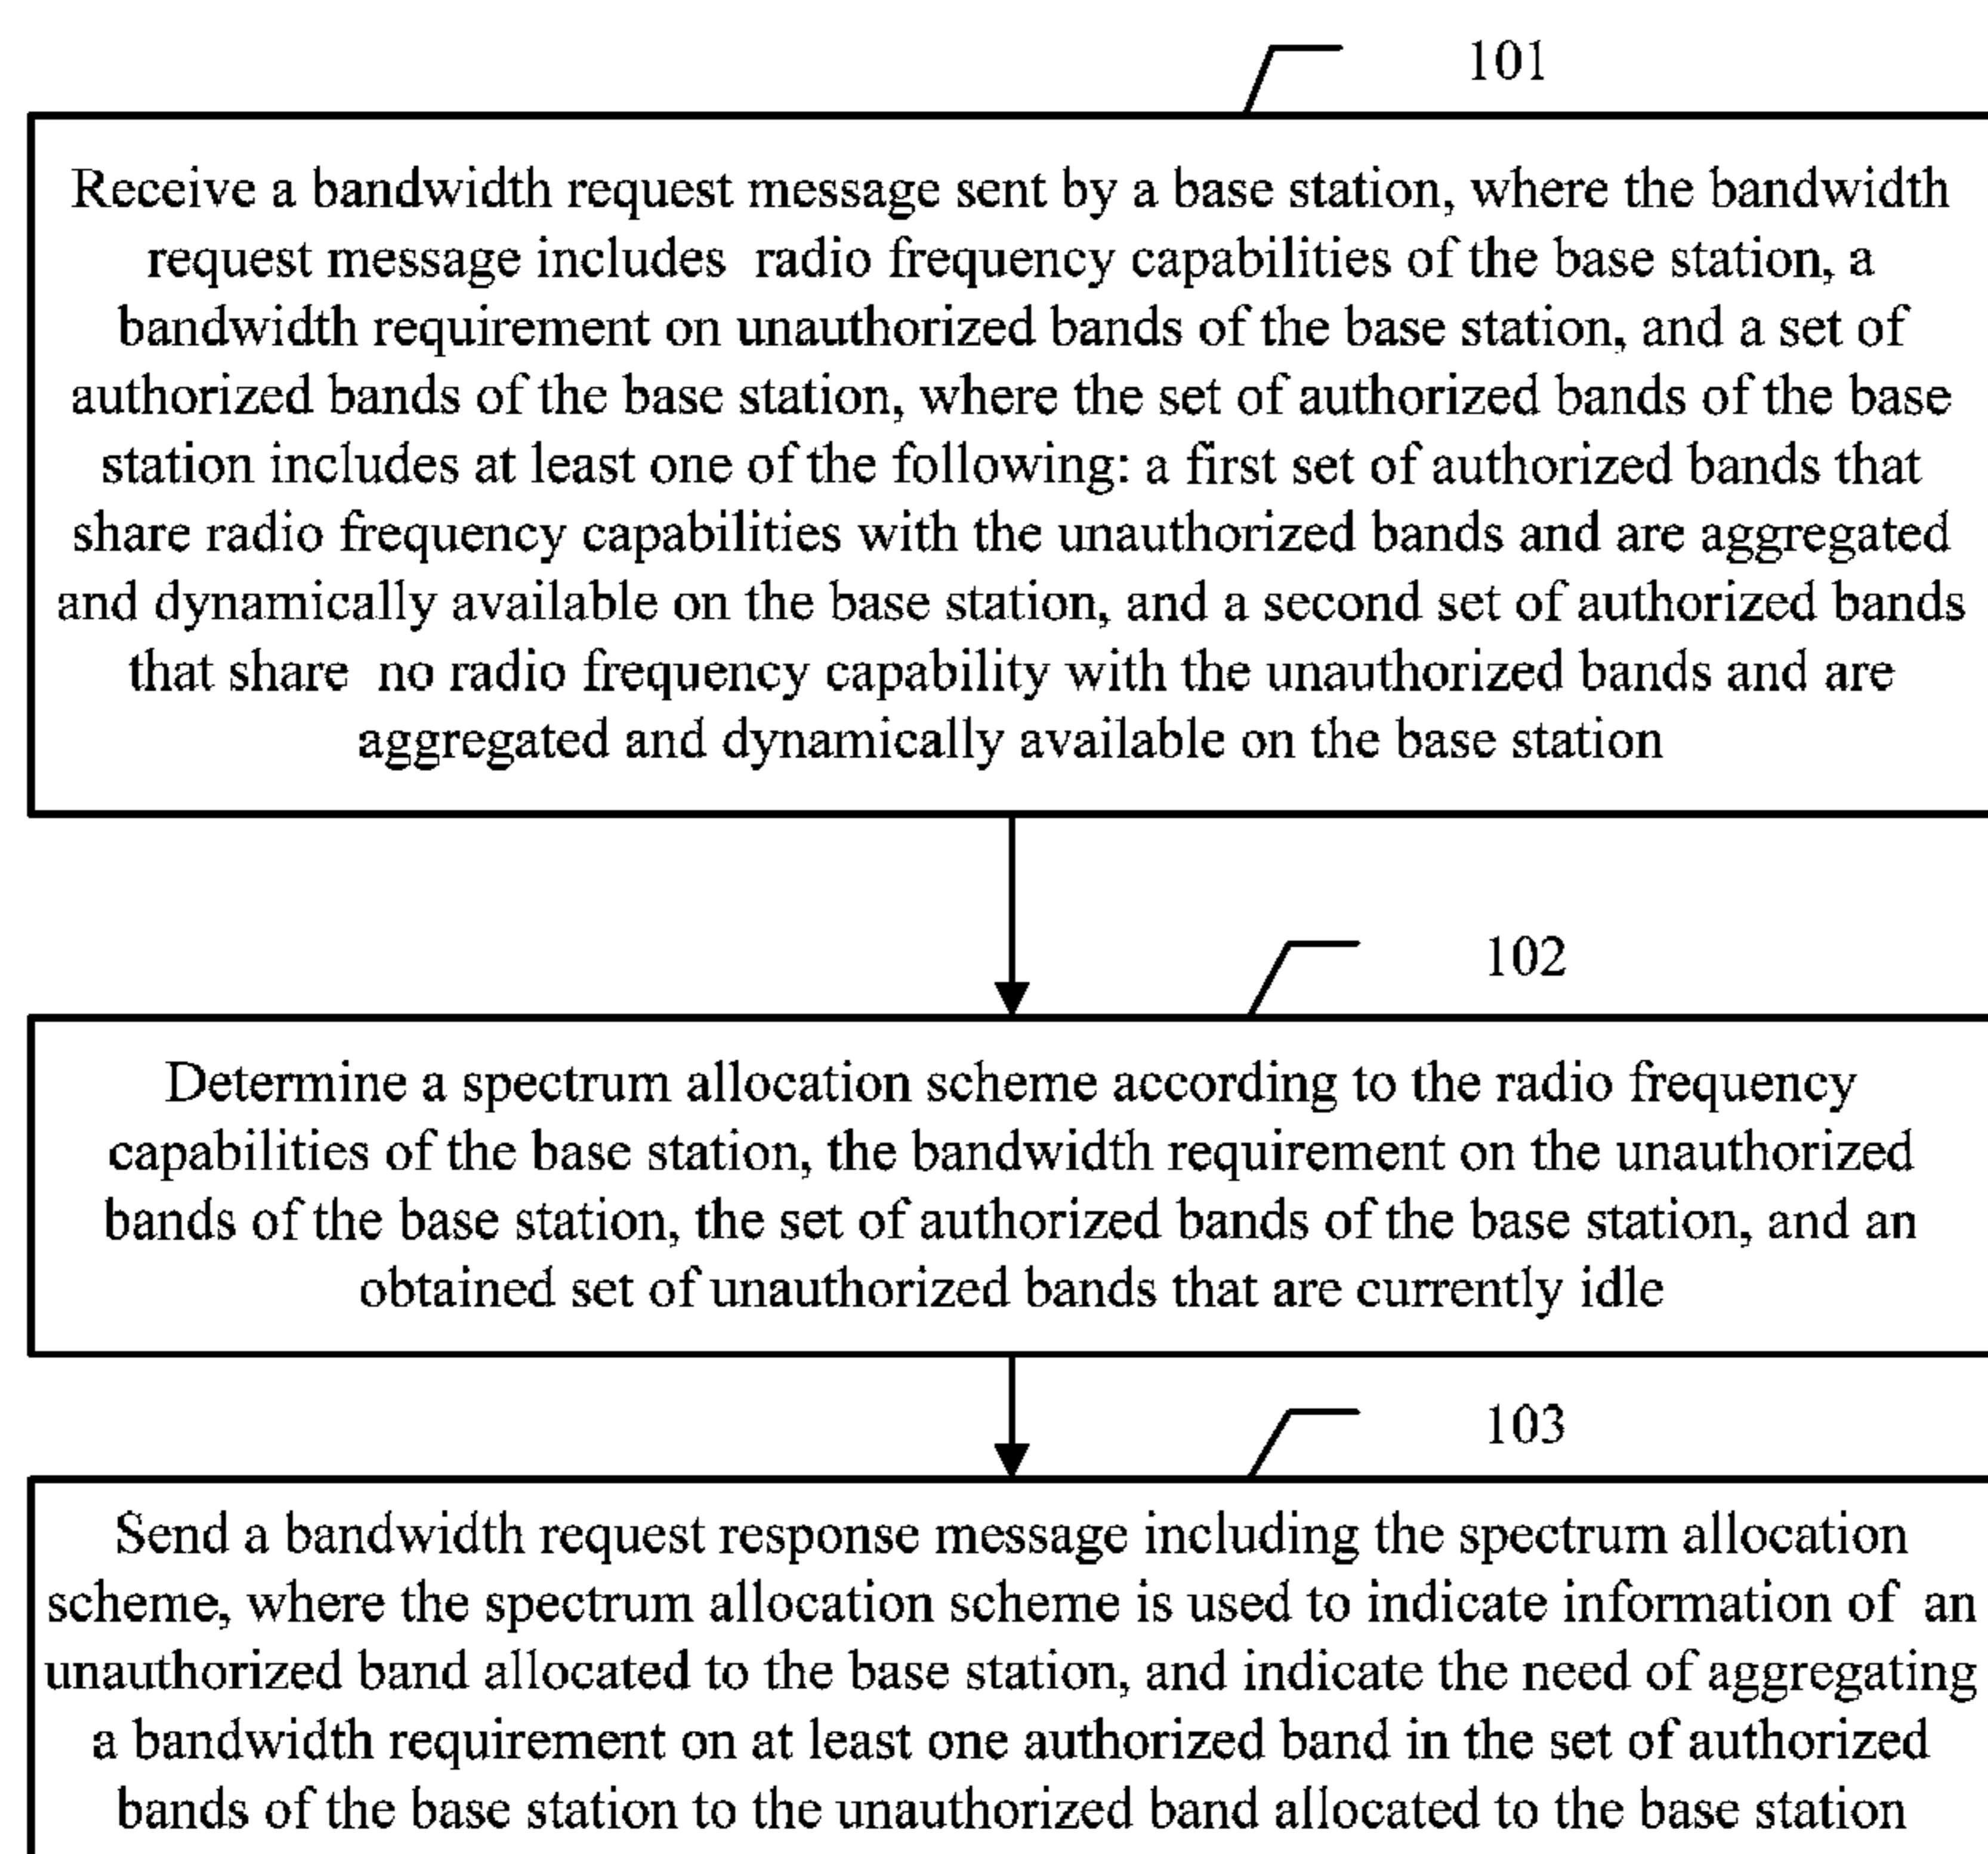 101
Receive a bandwidth request message sent by a base station, where the bandwidth
request message includes radio frequency capabilities of the base station, a
bandwidth requirement on unauthorized bands of the base station, and a set of
authorized bands of the base station, where the set of authorized bands of the base
station includes at least one of the following: a first set of authorized bands that
share radio frequency capabilities with the unauthorized bands and are aggregated
and dynamically available on the base station, and a second set of authorized bands
that share no radio frequency capability with the unauthorized bands and are
aggregated and dynamically available on the base station
102
Determine a spectrum allocation scheme according to the radio frequency
capabilities of the base station, the bandwidth requirement on the unauthorized
bands of the base station, the set of authorized bands of the base station, and an
obtained set of unauthorized bands that are currently idle
103
Send a bandwidth request response message including the spectrum allocation
scheme, where the spectrum allocation scheme is used to indicate information of an
unauthorized band allocated to the base station, and indicate the need of aggregating
a bandwidth requirement on at least one authorized band in the set of authorized
bands of the base station to the unauthorized band allocated to the base station